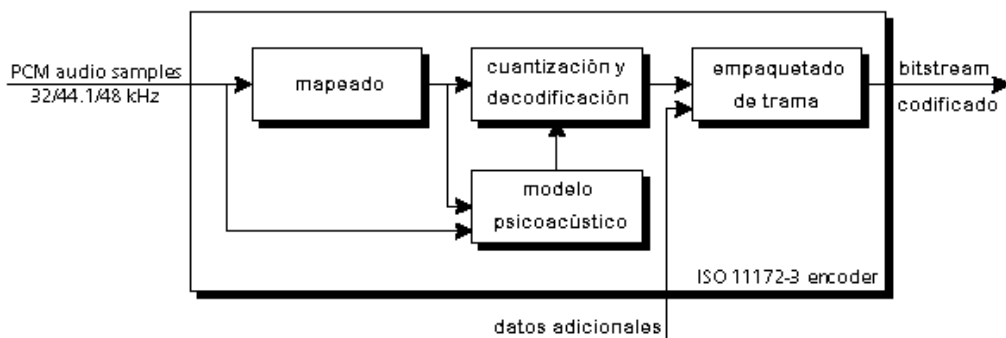 PCM audio samples
32/44.1/48 kHz
mapeado
cuantización y
decodificación
empaquetado
de trama
bitstream
codificado
modelo
psicoacústico
ISO 11172-3 encoder
datos adicionales